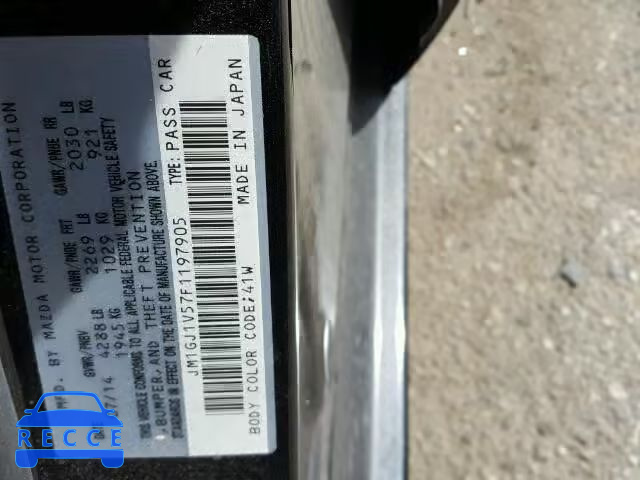 MFD. BY MAZDA MOTOR CORPORATION
07/14
GVWR/PNBV GAWR/PNBE FRT GAWR/PNBE RR
4288 LB 2269 LB 2030 LB
1945 KG 1029 KG 921 KG
THIS VEHICLE CONFORMS TO ALL APPLICABLE FEDERAL MOTOR VEHICLE SAFETY
, BUMPER, AND THEFT PREVENTION
STANDARDS IN EFFECT ON THE DATE OF MANUFACTURE SHOWN ABOVE.
JM1GJ1V57F1197905 TYPE: PASS CAR
BODY COLOR CODE: 41W MADE IN JAPAN
RECCE